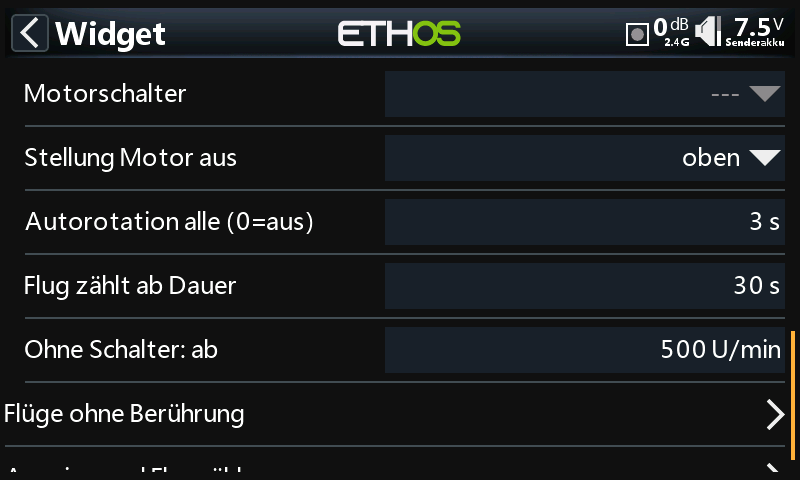 Widget
ETHOS
0 dB
2.4G
7.5V
Senderakku
Motorschalter
---
Stellung Motor aus
oben
Autorotation alle (0=aus)
3 s
Flug zählt ab Dauer
30 s
Ohne Schalter: ab
500 U/min
Flüge ohne Berührung